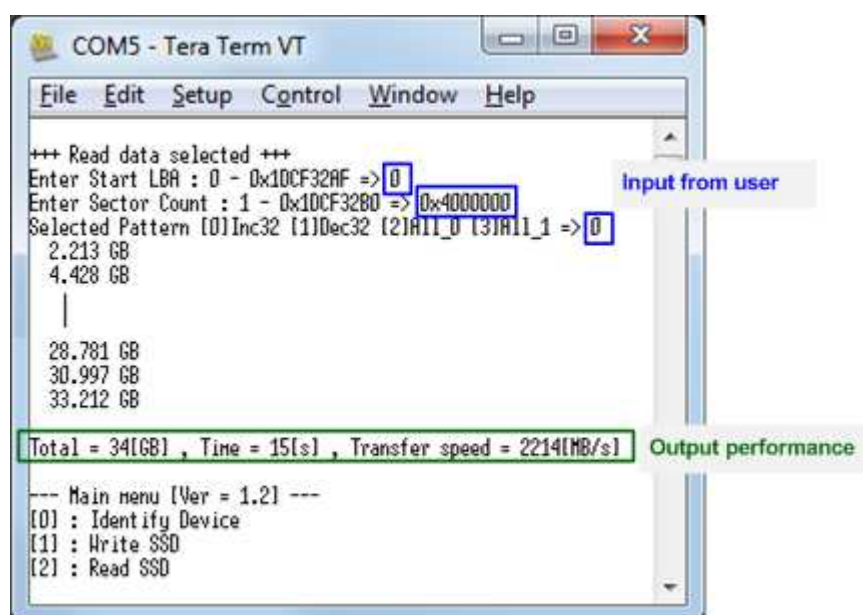 COM5 - Tera Term VT
File Edit Setup Control Window Help
+++ Read data selected +++
Enter Start LBA : 0 - 0x1DCF32AF => 0
Input from user
Enter Sector Count : 1 - 0x1DCF32B0 => 0x4000000
Selected Pattern [0]Inc32 [1]Dec32 [2]All_0 [3]All_1 => 0
2.213 GB
4.428 GB
28.781 GB
30.997 GB
33.212 GB
Total = 34[GB] , Time = 15[s] , Transfer speed = 2214[MB/s]
Output performance
--- Main menu [Ver = 1.2] ---
[0] : Identify Device
[1] : Write SSD
[2] : Read SSD